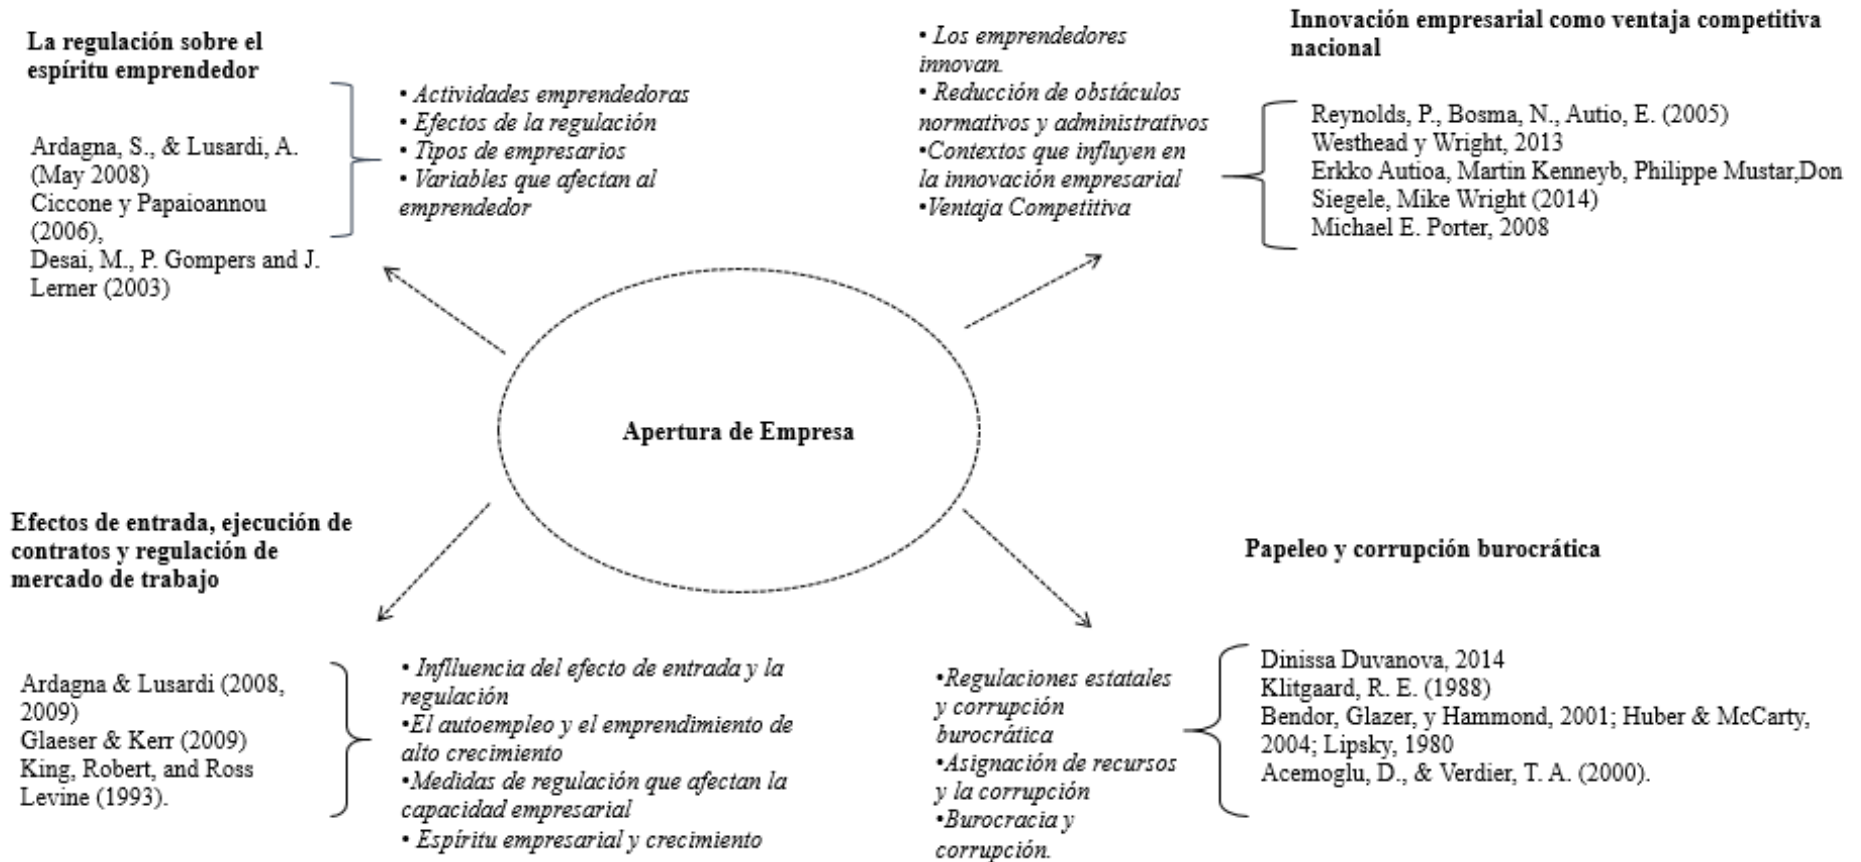 La regulación sobre el
espíritu emprendedor
Ardagna, S., & Lusardi, A.
(May 2008)
Ciccone y Papaioannou
(2006),
Desai, M., P. Gompers and J.
Lerner (2003)
• Actividades emprendedoras
• Efectos de la regulación
• Tipos de empresarios
• Variables que afectan al
emprendedor
• Los emprendedores
innovan.
• Reducción de obstáculos
normativos y administrativos
•Contextos que influyen en
la innovación empresarial
•Ventaja Competitiva
Innovación empresarial como ventaja competitiva
nacional
Reynolds, P., Bosma, N., Autio, E. (2005)
Westhead y Wright, 2013
Erkko Autioa, Martin Kenneyb, Philippe Mustar,Don
Siegele, Mike Wright (2014)
Michael E. Porter, 2008
Apertura de Empresa
Efectos de entrada, ejecución de
contratos y regulación de
mercado de trabajo
Ardagna & Lusardi (2008,
2009)
Glaeser & Kerr (2009)
King, Robert, and Ross
Levine (1993).
• Inflluencia del efecto de entrada y la
regulación
•El autoempleo y el emprendimiento de
alto crecimiento
•Medidas de regulación que afectan la
capacidad empresarial
• Espíritu empresarial y crecimiento
Papeleo y corrupción burocrática
•Regulaciones estatales
y corrupción
burocrática
•Asignación de recursos
y la corrupción
•Burocracia y
corrupción.
Dinissa Duvanova, 2014
Klitgaard, R. E. (1988)
Bendor, Glazer, y Hammond, 2001; Huber & McCarty,
2004; Lipsky, 1980
Acemoglu, D., & Verdier, T. A. (2000).